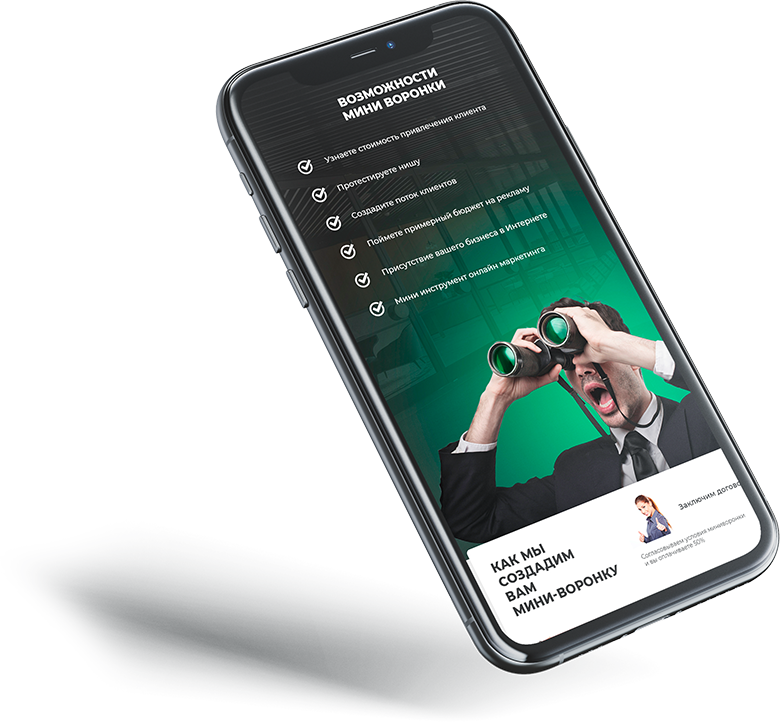 ВОЗМОЖНОСТИ
МИНИ ВОРОНКИ
Узнаете стоимость привлечения клиента
Протестируете нишу
Создадите поток клиентов
Поймете примерный бюджет на рекламу
Присутствие вашего бизнеса в Интернете
Мини инструмент онлайн маркетинга
КАК МЫ
СОЗДАДИМ
ВАМ
МИНИ-ВОРОНКУ
Заключим догово
Согласовываем условия миниворонки
и вы оплачиваете 50%